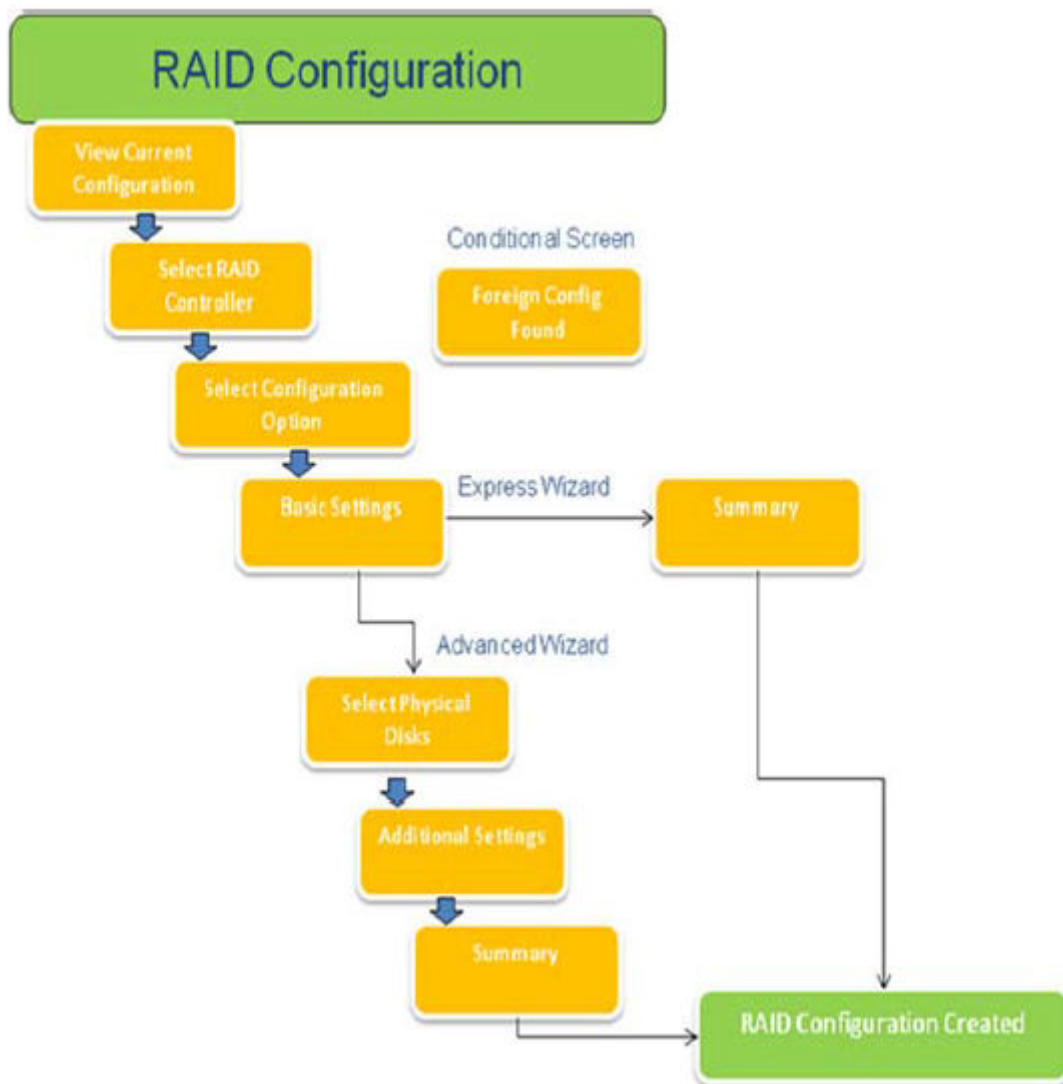 RAID Configuration
View Current
Configuration
Select RAID
Controller
Conditional Screen
Foreign Config
Found
Select Configuration
Option
Basic Settings
Express Wizard
Summary
Advanced Wizard
Select Physical
Disks
Additional Settings
Summary
RAID Configuration Created